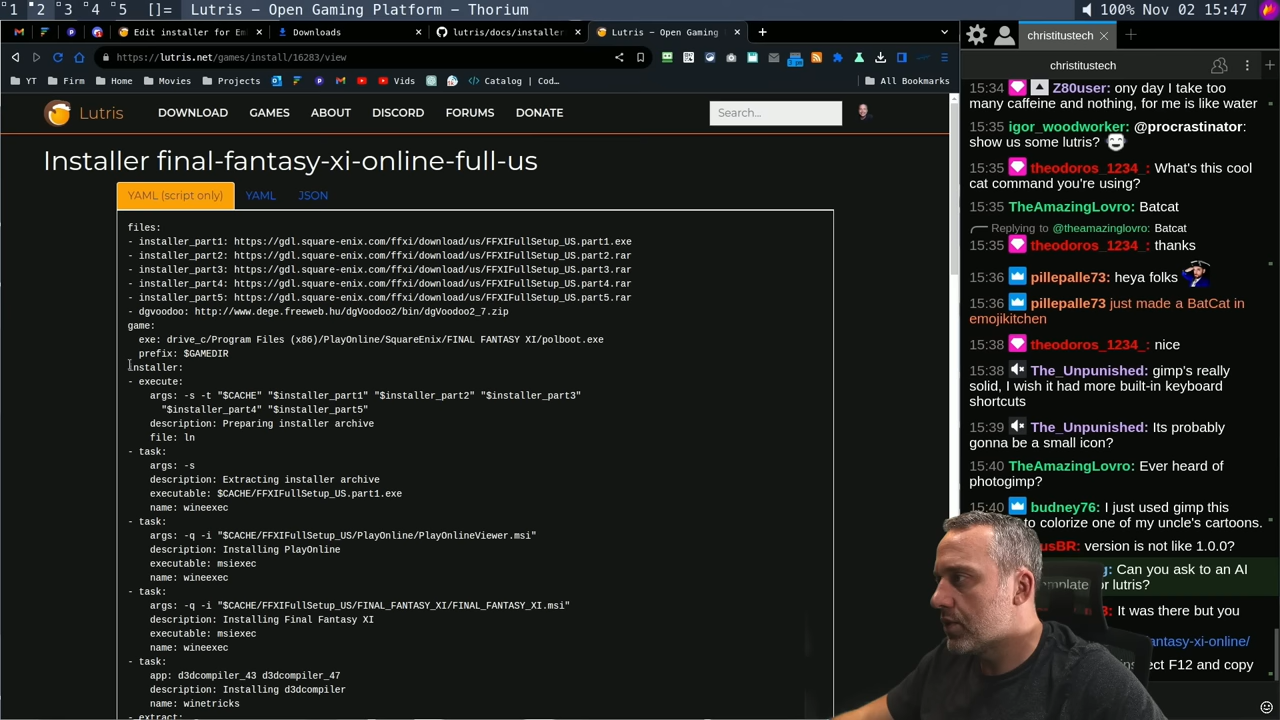 1 2 3 4 5 []= Lutris – Open Gaming Platform – Thorium
100% Nov 02 15:47
Edit installer for Em
Downloads
lutris/docs/installer
Lutris – Open Gaming
https://lutris.net/games/install/16283/view
YT Firm Home Movies Projects Vids Catalog | Cod... All Bookmarks
Lutris DOWNLOAD GAMES ABOUT DISCORD FORUMS DONATE Search...
Installer final-fantasy-xi-online-full-us
YAML (script only) YAML JSON
files:
- installer_part1: https://gdl.square-enix.com/ffxi/download/us/FFXIFullSetup_US.part1.exe
- installer_part2: https://gdl.square-enix.com/ffxi/download/us/FFXIFullSetup_US.part2.rar
- installer_part3: https://gdl.square-enix.com/ffxi/download/us/FFXIFullSetup_US.part3.rar
- installer_part4: https://gdl.square-enix.com/ffxi/download/us/FFXIFullSetup_US.part4.rar
- installer_part5: https://gdl.square-enix.com/ffxi/download/us/FFXIFullSetup_US.part5.rar
- dgvoodoo: http://www.dege.freeweb.hu/dgVoodoo2/bin/dgVoodoo2_7.zip
game:
exe: drive_c/Program Files (x86)/PlayOnline/SquareEnix/FINAL FANTASY XI/polboot.exe
prefix: $GAMEDIR
installer:
- execute:
args: -s -t "$CACHE" "$installer_part1" "$installer_part2" "$installer_part3"
"$installer_part4" "$installer_part5"
description: Preparing installer archive
file: ln
- task:
args: -s
description: Extracting installer archive
executable: $CACHE/FFXIFullSetup_US.part1.exe
name: wineexec
- task:
args: -q -i "$CACHE/FFXIFullSetup_US/PlayOnline/PlayOnlineViewer.msi"
description: Installing PlayOnline
executable: msiexec
name: wineexec
- task:
args: -q -i "$CACHE/FFXIFullSetup_US/FINAL_FANTASY_XI/FINAL_FANTASY_XI.msi"
description: Installing Final Fantasy XI
executable: msiexec
name: wineexec
- task:
app: d3dcompiler_43 d3dcompiler_47
description: Installing d3dcompiler
name: winetricks
- extract:
christitustech
christitustech
15:34 Z80user: ony day I take too
many caffeine and nothing, for me is like water
15:35 igor_woodworker: @procrastinator:
show us some lutris?
15:35 theodoros_1234_: What's this cool
cat command you're using?
15:35 TheAmazingLovro: Batcat
Replying to @theamazinglovro: Batcat
15:35 theodoros_1234_: thanks
15:36 pillepalle73: heya folks
15:36 pillepalle73 just made a BatCat in
emojikitchen
15:38 theodoros_1234_: nice
15:38 The_Unpunished: gimp's really
solid, I wish it had more built-in keyboard
shortcuts
15:39 The_Unpunished: Its probably
gonna be a small icon?
15:40 TheAmazingLovro: Ever heard of
photogimp?
15:40 budney76: I just used gimp this
to colorize one of my uncle's cartoons.
usBR: version is not like 1.0.0?
Can you ask to an AI
template or lutris?
It was there but you
antasy-xi-online/
F12 and copy